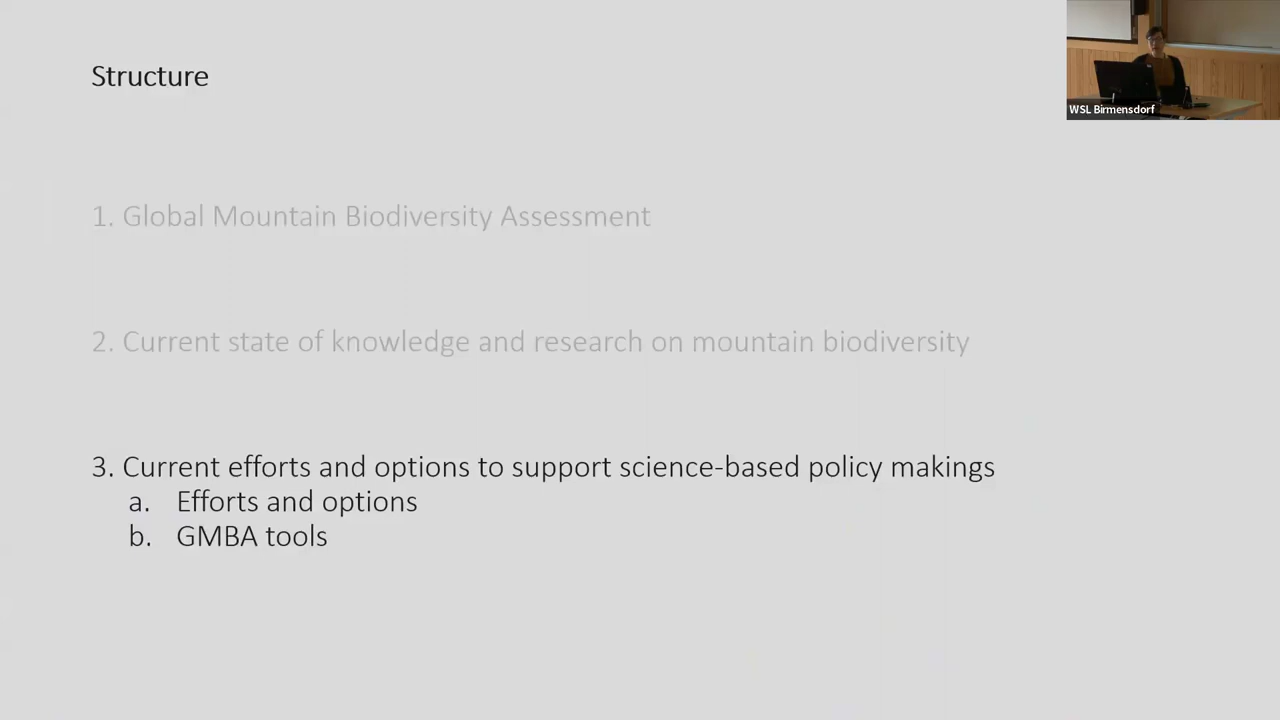 Structure
WSL Birmensdorf
1. Global Mountain Biodiversity Assessment
2. Current state of knowledge and research on mountain biodiversity
3. Current efforts and options to support science-based policy makings
a. Efforts and options
b. GMBA tools